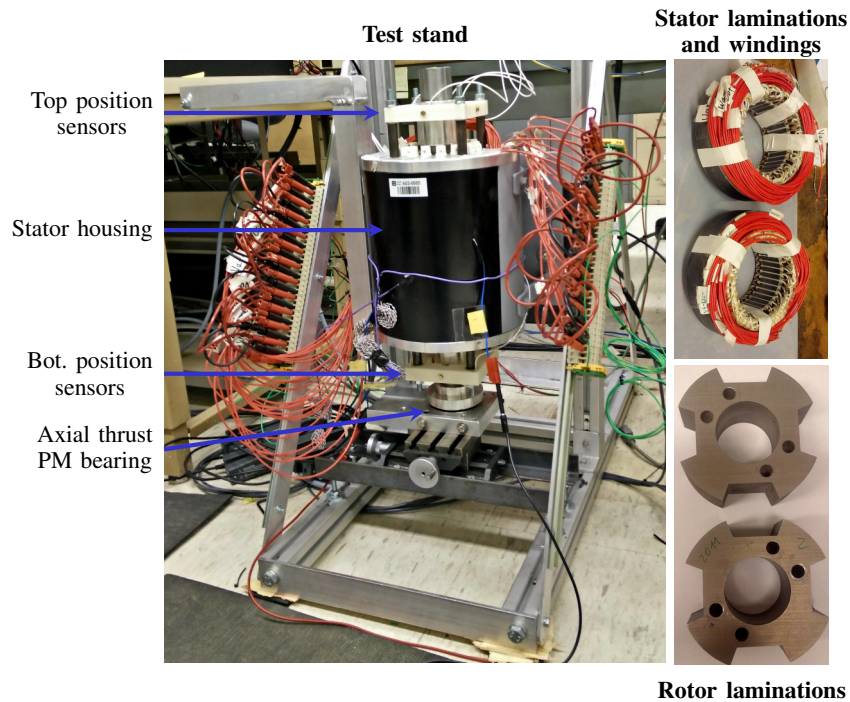 Test stand
Stator laminations
and windings
Top position
sensors
Stator housing
Bot. position
sensors
Axial thrust
PM bearing
2011
Z
Rotor laminations